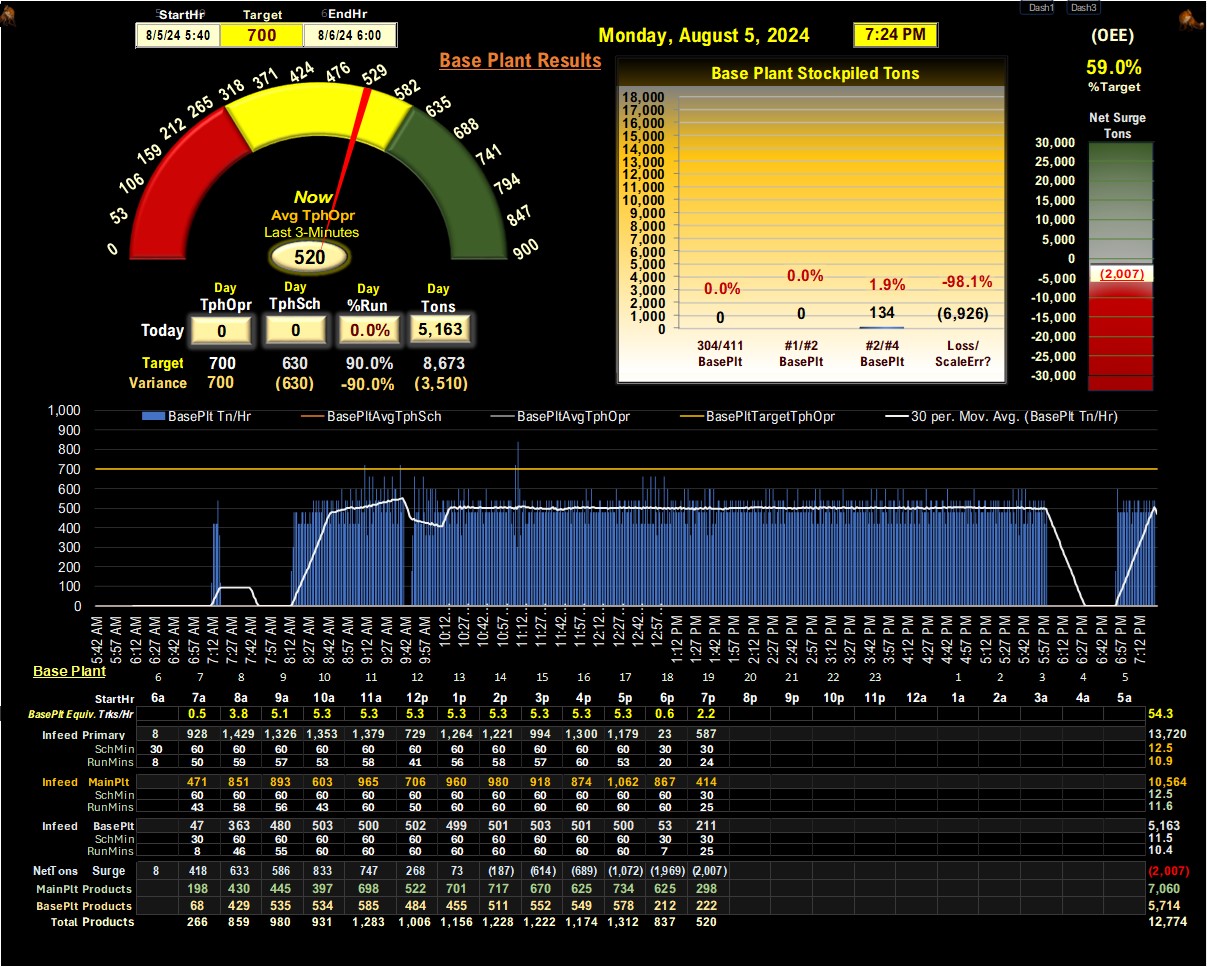 StartHr Target EndHr
8/5/24 5:40 700 8/6/24 6:00
Monday, August 5, 2024 7:24 PM
Dash1 Dash3
(OEE)
59.0%
%Target
Base Plant Results
0 53 106 159 212 265 318 371 424 476 529 582 635 688 741 794 847 900
Now
Avg TphOpr
Last 3-Minutes
520
Day Day Day Day
TphOpr TphSch %Run Tons
Today 0 0 0.0% 5,163
Target 700 630 90.0% 8,673
Variance 700 (630) -90.0% (3,510)
Base Plant Stockpiled Tons
18,000
17,000
16,000
15,000
14,000
13,000
12,000
11,000
10,000
9,000
8,000
7,000
6,000
5,000
4,000
3,000
2,000
1,000
0
0.0% 0.0% 1.9% -98.1%
0 0 134 (6,926)
304/411 #1/#2 #2/#4 Loss/
BasePlt BasePlt BasePlt ScaleErr?
Net Surge
Tons
30,000
25,000
20,000
15,000
10,000
5,000
0
-5,000
-10,000
-15,000
-20,000
-25,000
-30,000
(2,007)
BasePlt Tn/Hr BasePltAvgTphSch BasePltAvgTphOpr BasePltTargetTphOpr 30 per. Mov. Avg. (BasePlt Tn/Hr)
1,000
900
800
700
600
500
400
300
200
100
0
5:42 AM 5:57 AM 6:12 AM 6:27 AM 6:42 AM 6:57 AM 7:12 AM 7:27 AM 7:42 AM 7:57 AM 8:12 AM 8:27 AM 8:42 AM 8:57 AM 9:12 AM 9:27 AM 9:42 AM 9:57 AM 10:12… 10:27… 10:42… 10:57… 11:12… 11:27… 11:42… 11:57… 12:12… 12:27… 12:42… 12:57… 1:12 PM 1:27 PM 1:42 PM 1:57 PM 2:12 PM 2:27 PM 2:42 PM 2:57 PM 3:12 PM 3:27 PM 3:42 PM 3:57 PM 4:12 PM 4:27 PM 4:42 PM 4:57 PM 5:12 PM 5:27 PM 5:42 PM 5:57 PM 6:12 PM 6:27 PM 6:42 PM 6:57 PM 7:12 PM
Base Plant
6 7 8 9 10 11 12 13 14 15 16 17 18 19 20 21 22 23 1 2 3 4 5
StartHr 6a 7a 8a 9a 10a 11a 12p 1p 2p 3p 4p 5p 6p 7p 8p 9p 10p 11p 12a 1a 2a 3a 4a 5a
BasePlt Equiv. Trks/Hr 0.5 3.8 5.1 5.3 5.3 5.3 5.3 5.3 5.3 5.3 5.3 0.6 2.2 54.3
Infeed Primary 8 928 1,429 1,326 1,353 1,379 729 1,264 1,221 994 1,300 1,179 23 587 13,720
SchMin 30 60 60 60 60 60 60 60 60 60 60 60 30 30 12.5
RunMins 8 50 59 57 53 58 41 56 58 57 60 53 20 24 10.9
Infeed MainPlt 471 851 893 603 965 706 960 980 918 874 1,062 867 414 10,564
SchMin 60 60 60 60 60 60 60 60 60 60 60 60 30 12.5
RunMins 43 58 56 43 60 50 60 60 60 60 60 60 25 11.6
Infeed BasePlt 47 363 480 503 500 502 499 501 503 501 500 53 211 5,163
SchMin 30 60 60 60 60 60 60 60 60 60 60 30 30 11.5
RunMins 8 46 55 60 60 60 60 60 60 60 60 7 25 10.4
NetTons Surge 8 418 633 586 833 747 268 73 (187) (614) (689) (1,072) (1,969) (2,007) (2,007)
MainPlt Products 198 430 445 397 698 522 701 717 670 625 734 625 298 7,060
BasePlt Products 68 429 535 534 585 484 455 511 552 549 578 212 222 5,714
Total Products 266 859 980 931 1,283 1,006 1,156 1,228 1,222 1,174 1,312 837 520 12,774